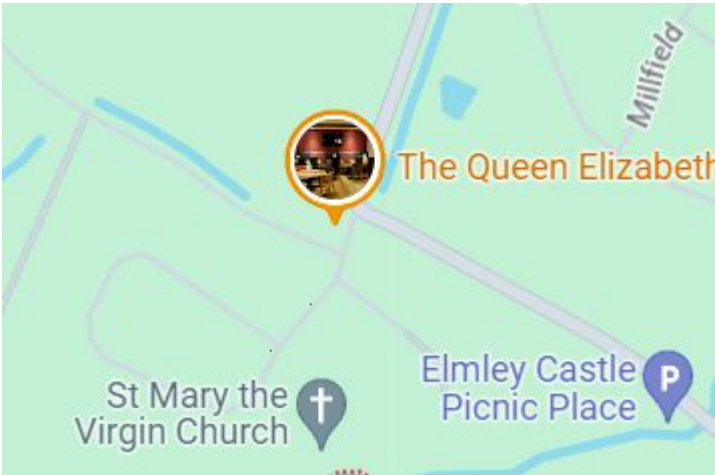 Millfield
The Queen Elizabeth
Elmley Castle
Picnic Place
P
St Mary the
Virgin Church